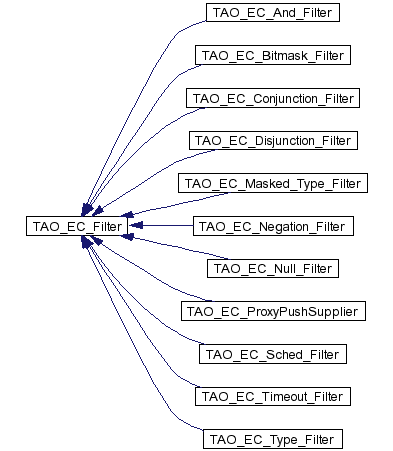 TAO_EC_And_Filter
TAO_EC_Bitmask_Filter
TAO_EC_Conjunction_Filter
TAO_EC_Disjunction_Filter
TAO_EC_Masked_Type_Filter
TAO_EC_Filter
TAO_EC_Negation_Filter
TAO_EC_Null_Filter
TAO_EC_ProxyPushSupplier
TAO_EC_Sched_Filter
TAO_EC_Timeout_Filter
TAO_EC_Type_Filter